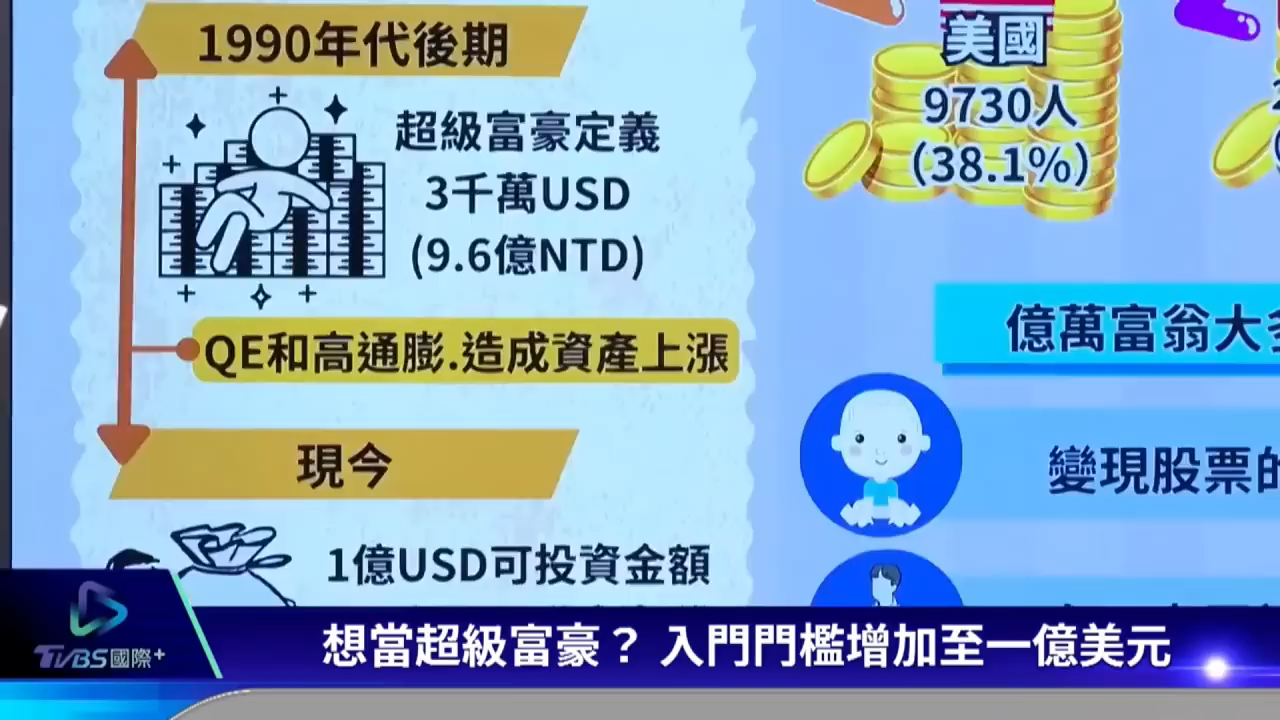 1990年代後期
超級富豪定義
3千萬USD
(9.6億NTD)
QE和高通膨.造成資產上漲
現今
1億USD可投資金額
美國
9730人
(38.1%)
億萬富翁大
變現股票的
TVBS國際+
想當超級富豪？入門門檻增加至一億美元